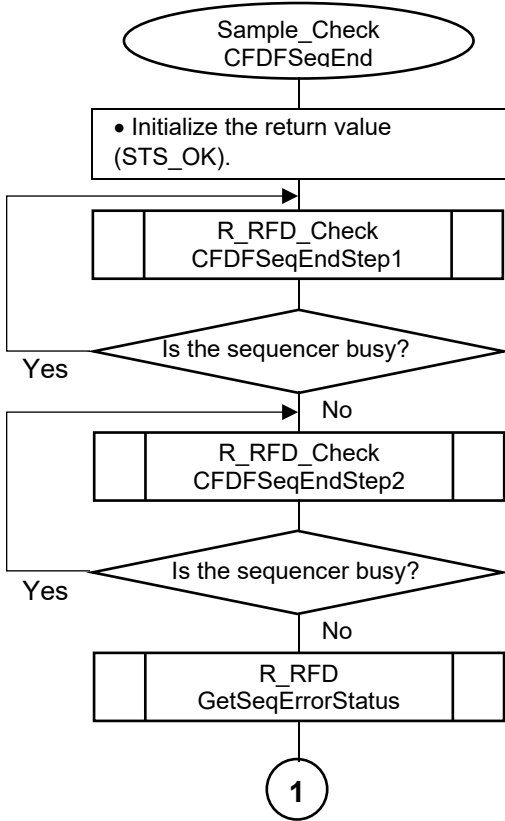 Sample_Check
CFDFSeqEnd
• Initialize the return value
(STS_OK).
R_RFD_Check
CFDFSeqEndStep1
Is the sequencer busy?
Yes
No
R_RFD_Check
CFDFSeqEndStep2
Is the sequencer busy?
Yes
No
R_RFD
GetSeqErrorStatus
1